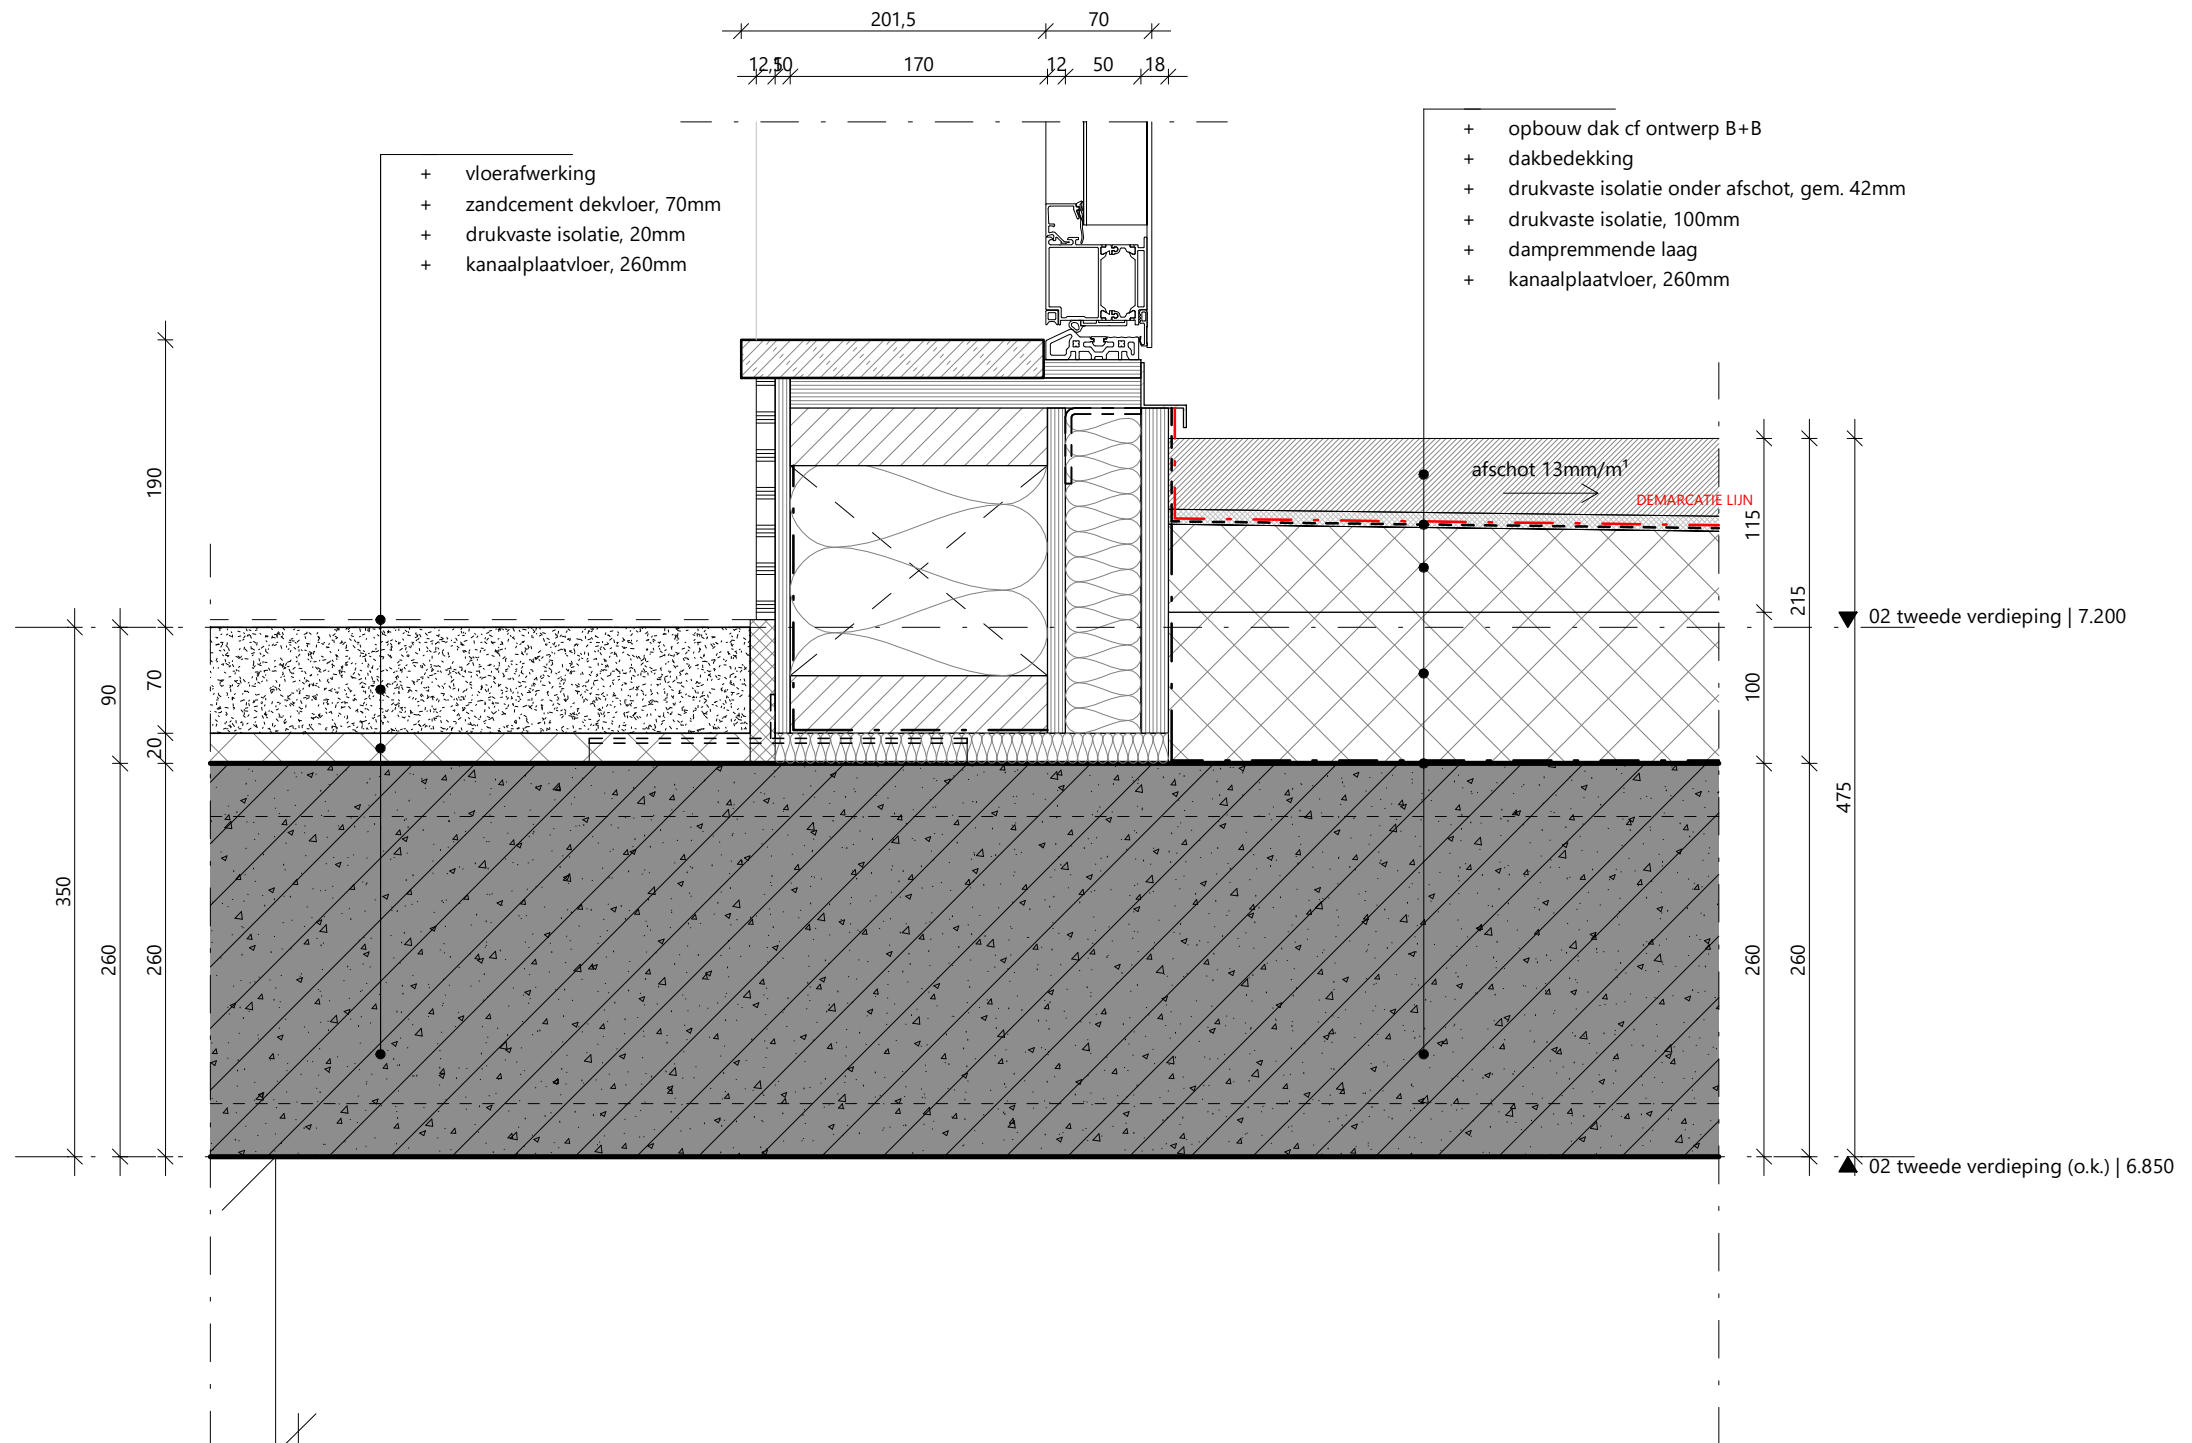 201,5 70
12,5 10 170 12 50 18
+ vloerafwerking
+ zandcement dekvloer, 70mm
+ drukvaste isolatie, 20mm
+ kanaalplaatvloer, 260mm
+ opbouw dak cf ontwerp B+B
+ dakbedekking
+ drukvaste isolatie onder afschot, gem. 42mm
+ drukvaste isolatie, 100mm
+ dampremmende laag
+ kanaalplaatvloer, 260mm
190
70
20
260
90
260
350
afschot 13mm/m¹
DEMARCATIE LIJN
115
100
260
215
260
475
02 tweede verdieping | 7.200
02 tweede verdieping (o.k.) | 6.850